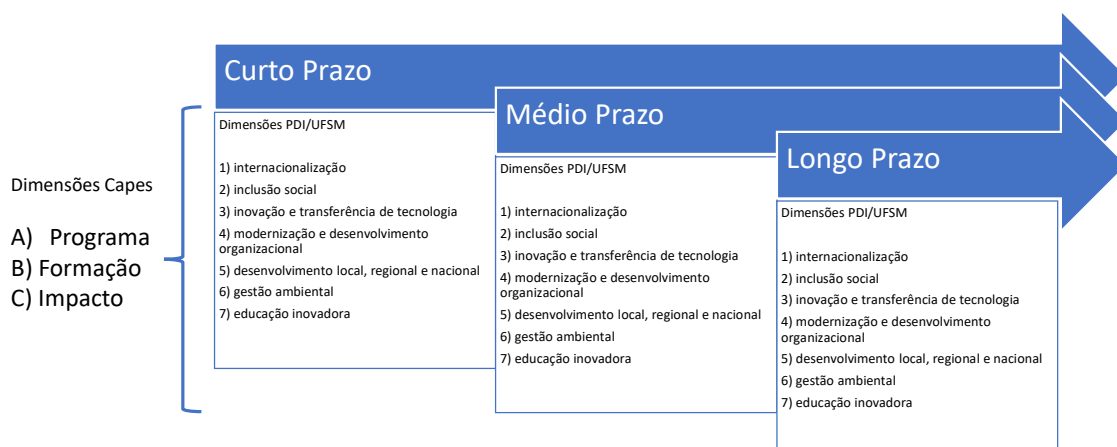 Curto Prazo
Dimensões PDI/UFSM
1) internacionalização
2) inclusão social
3) inovação e transferência de tecnologia
4) modernização e desenvolvimento
organizacional
5) desenvolvimento local, regional e nacional
6) gestão ambiental
7) educação inovadora
Médio Prazo
Dimensões PDI/UFSM
1) internacionalização
2) inclusão social
3) inovação e transferência de tecnologia
4) modernização e desenvolvimento
organizacional
5) desenvolvimento local, regional e nacional
6) gestão ambiental
7) educação inovadora
Longo Prazo
Dimensões PDI/UFSM
1) internacionalização
2) inclusão social
3) inovação e transferência de tecnologia
4) modernização e desenvolvimento
organizacional
5) desenvolvimento local, regional e nacional
6) gestão ambiental
7) educação inovadora
Dimensões Capes
A) Programa
B) Formação
C) Impacto